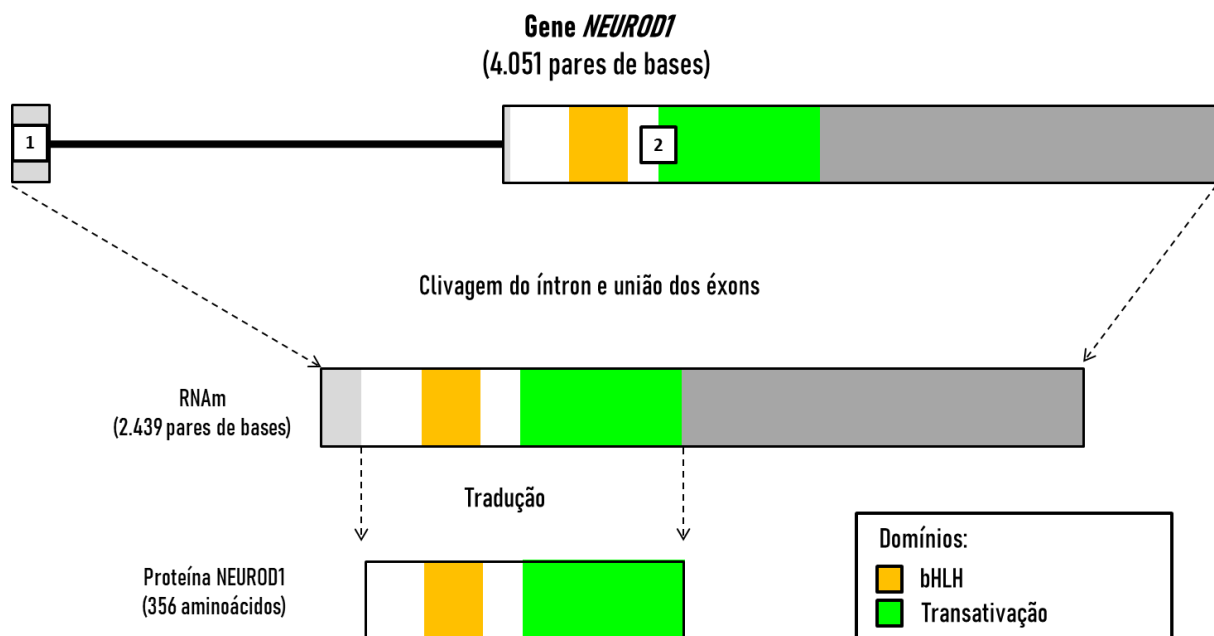 Gene NEUROD1
(4.051 pares de bases)
1
2
Clivagem do íntron e união dos éxons
RNAm
(2.439 pares de bases)
Tradução
Proteína NEUROD1
(356 aminoácidos)
Domínios:
bHLH
Transativação